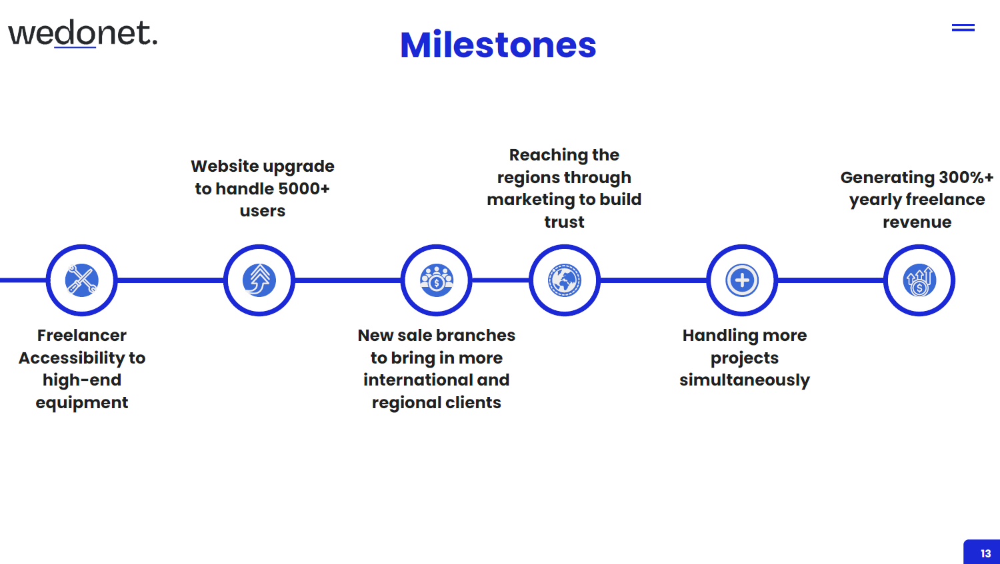 wedonet.
Milestones
Freelancer
Accessibility to
high-end
equipment
Website upgrade
to handle 5000+
users
New sale branches
to bring in more
international and
regional clients
Reaching the
regions through
marketing to build
trust
Handling more
projects
simultaneously
Generating 300%+
yearly freelance
revenue
$
$
13